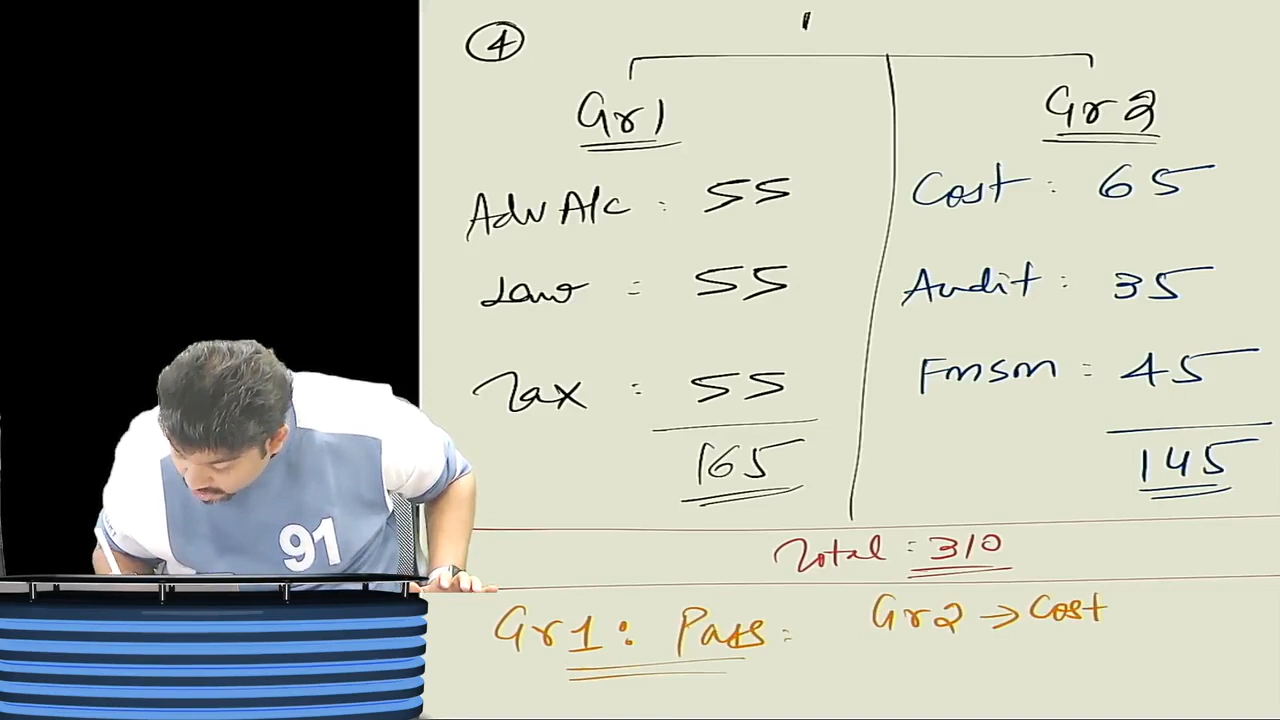 4
Gr1
Gr2
Adv A/c : 55
Cost : 65
Law = 55
Audit : 35
Tax : 55
Fmsm : 45
165
145
Total : 310
Gr1 : Pass :
Gr2 → Cost
91